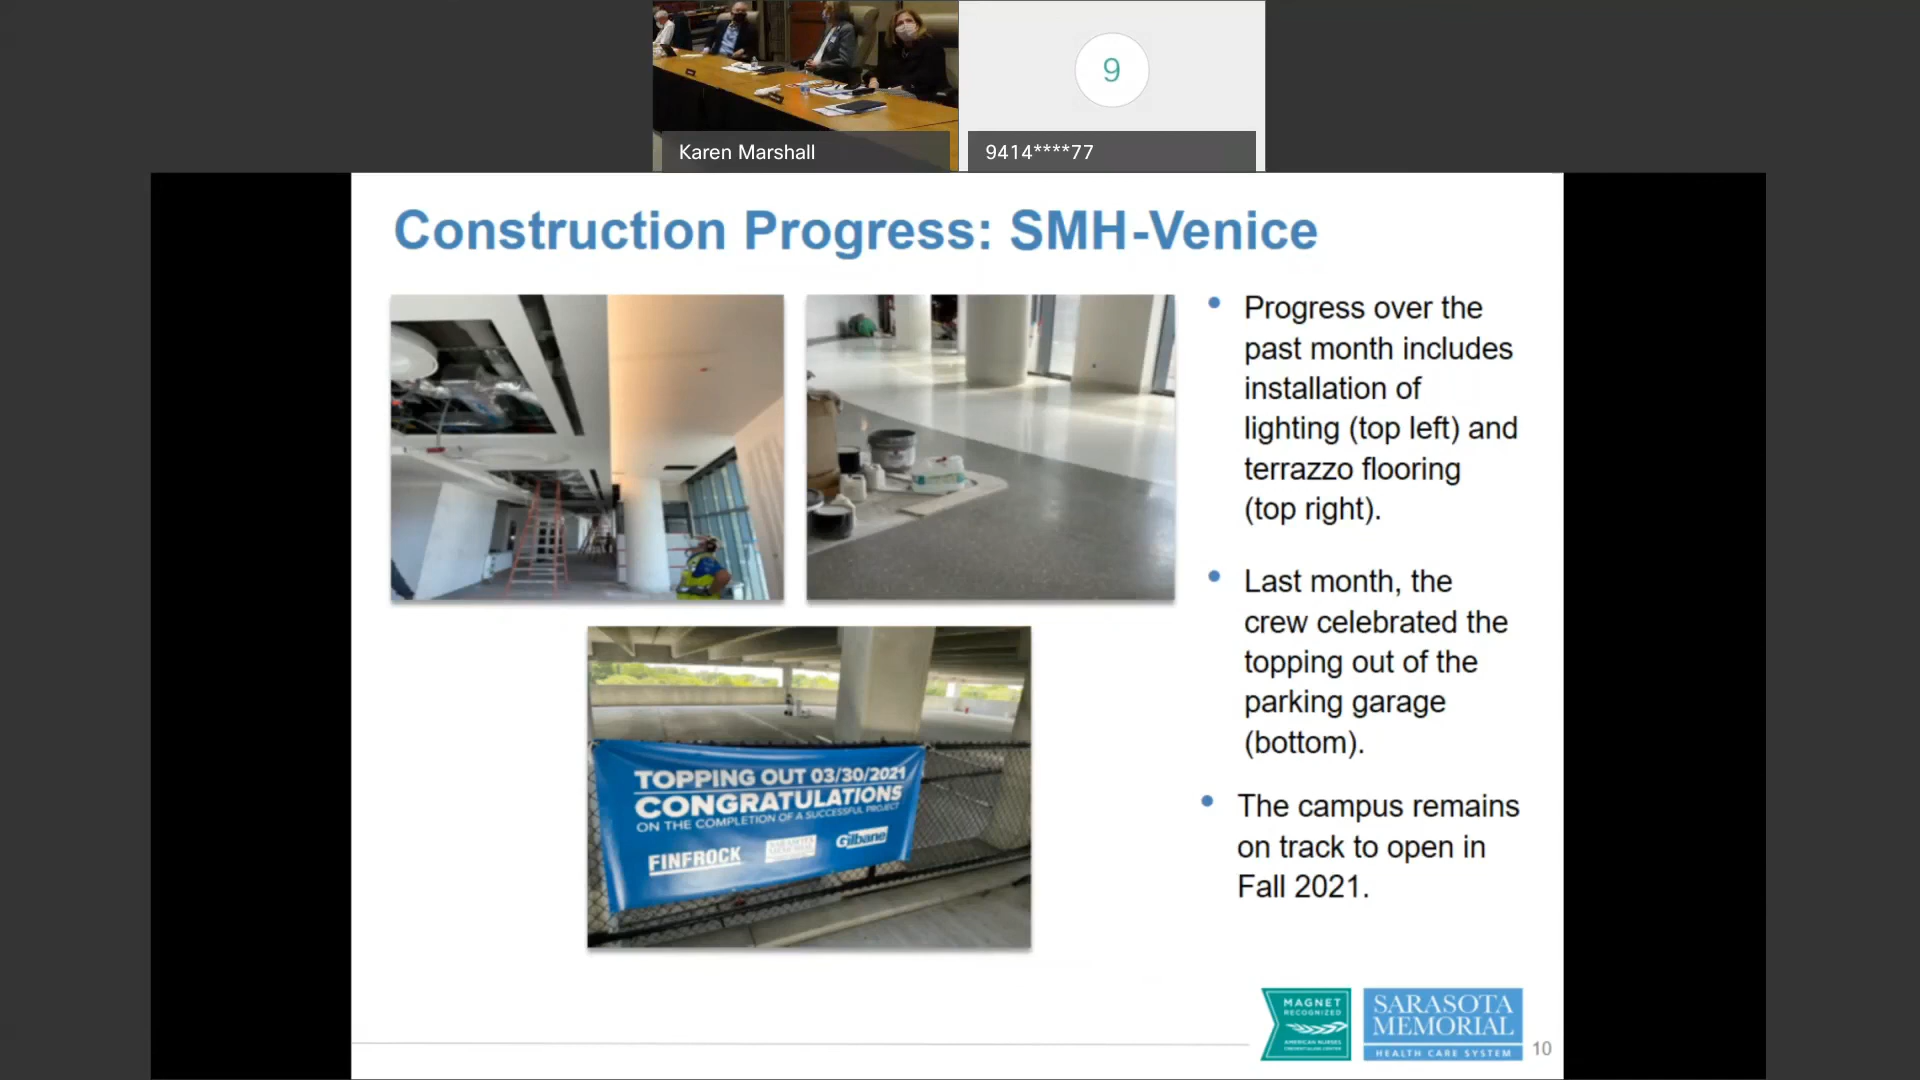 9
Karen Marshall
9414****77
Construction Progress: SMH-Venice
• Progress over the
past month includes
installation of
lighting (top left) and
terrazzo flooring
(top right).
• Last month, the
crew celebrated the
topping out of the
parking garage
(bottom).
• The campus remains
on track to open in
Fall 2021.
TOPPING OUT 03/30/2021
CONGRATULATIONS
ON THE COMPLETION OF A SUCCESSFUL PROJECT
FINFROCK
SARASOTA
MEMORIAL
Gilbane
MAGNET
RECOGNIZED
AMERICAN NURSES
CREDENTIALING CENTER
SARASOTA
MEMORIAL
HEALTH CARE SYSTEM
10